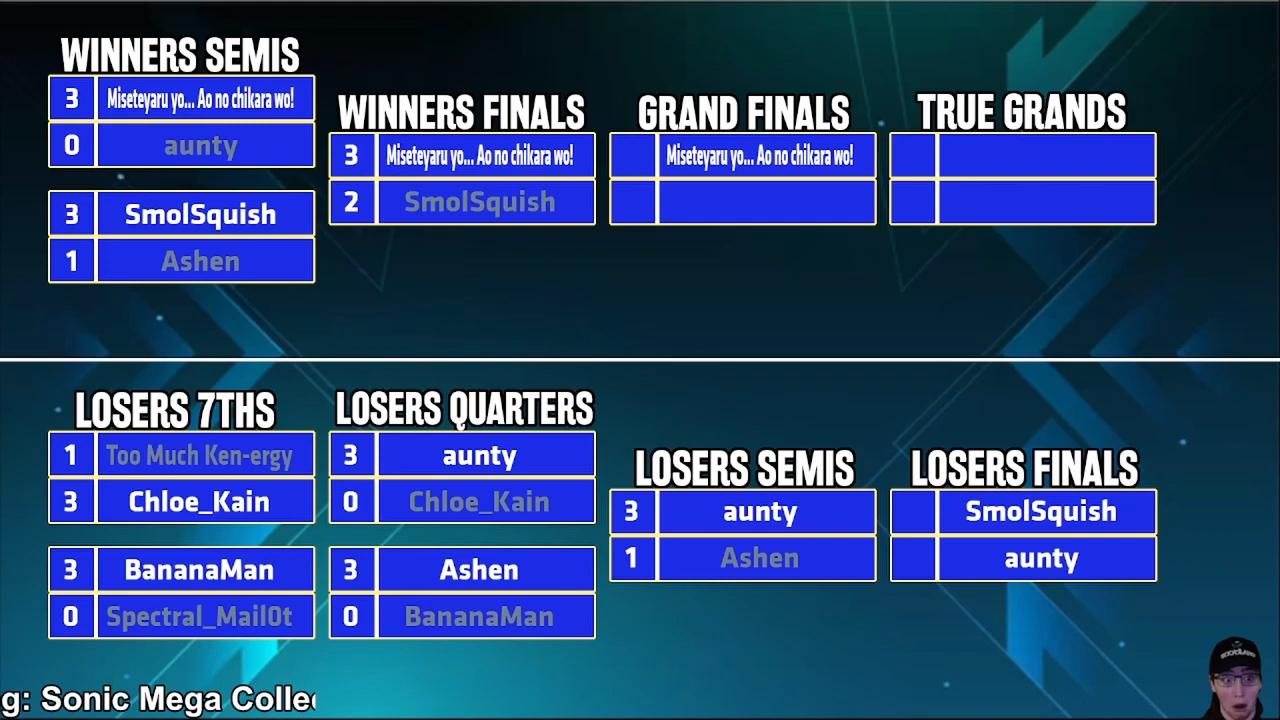 WINNERS SEMIS
3 Miseteyaru yo... Ao no chikara wo!
0 aunty
3 SmolSquish
1 Ashen
WINNERS FINALS
3 Miseteyaru yo... Ao no chikara wo!
2 SmolSquish
GRAND FINALS
Miseteyaru yo... Ao no chikara wo!
TRUE GRANDS
LOSERS 7THS
1 Too Much Ken-ergy
3 Chloe_Kain
3 BananaMan
0 Spectral_Mail0t
LOSERS QUARTERS
3 aunty
0 Chloe_Kain
3 Ashen
0 BananaMan
LOSERS SEMIS
3 aunty
1 Ashen
LOSERS FINALS
SmolSquish
aunty
g: Sonic Mega Collec